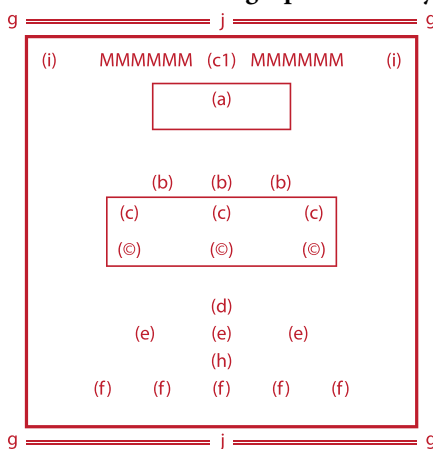 g j g
(i) MMMMMM (c1) MMMMMM (i)
(a)
(b) (b) (b)
(c) (c) (c)
(©) (©) (©)
(d)
(e) (e) (e)
(h)
(f) (f) (f) (f) (f)
g j g